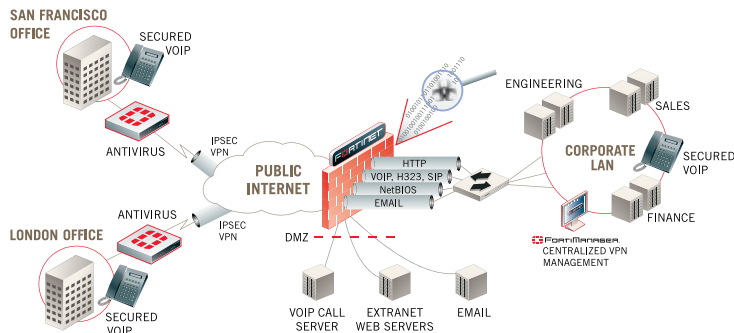 SAN FRANCISCO
OFFICE
SECURED
VOIP
ANTIVIRUS
IPSEC
VPN
PUBLIC
INTERNET
FORTINET
HTTP
VOIP, H323, SIP
NetBIOS
EMAIL
ENGINEERING
SALES
CORPORATE
LAN
SECURED
VOIP
FINANCE
FORTIMANAGER
CENTRALIZED VPN
MANAGEMENT
ANTIVIRUS
IPSEC
VPN
LONDON OFFICE
SECURED
VOIP
DMZ
VOIP CALL
SERVER
EXTRANET
WEB SERVERS
EMAIL